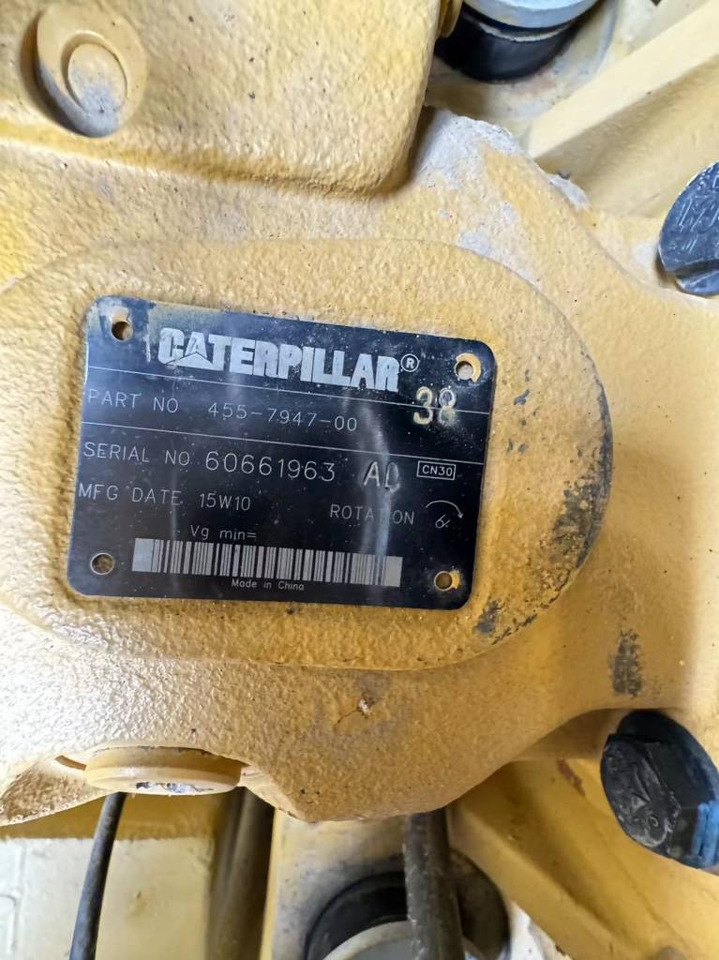 CATERPILLAR®
PART NO 455-7947-00 38
SERIAL NO 60661963 AD CN30
MFG DATE 15W10 ROTATION
Vg min=
Made in China